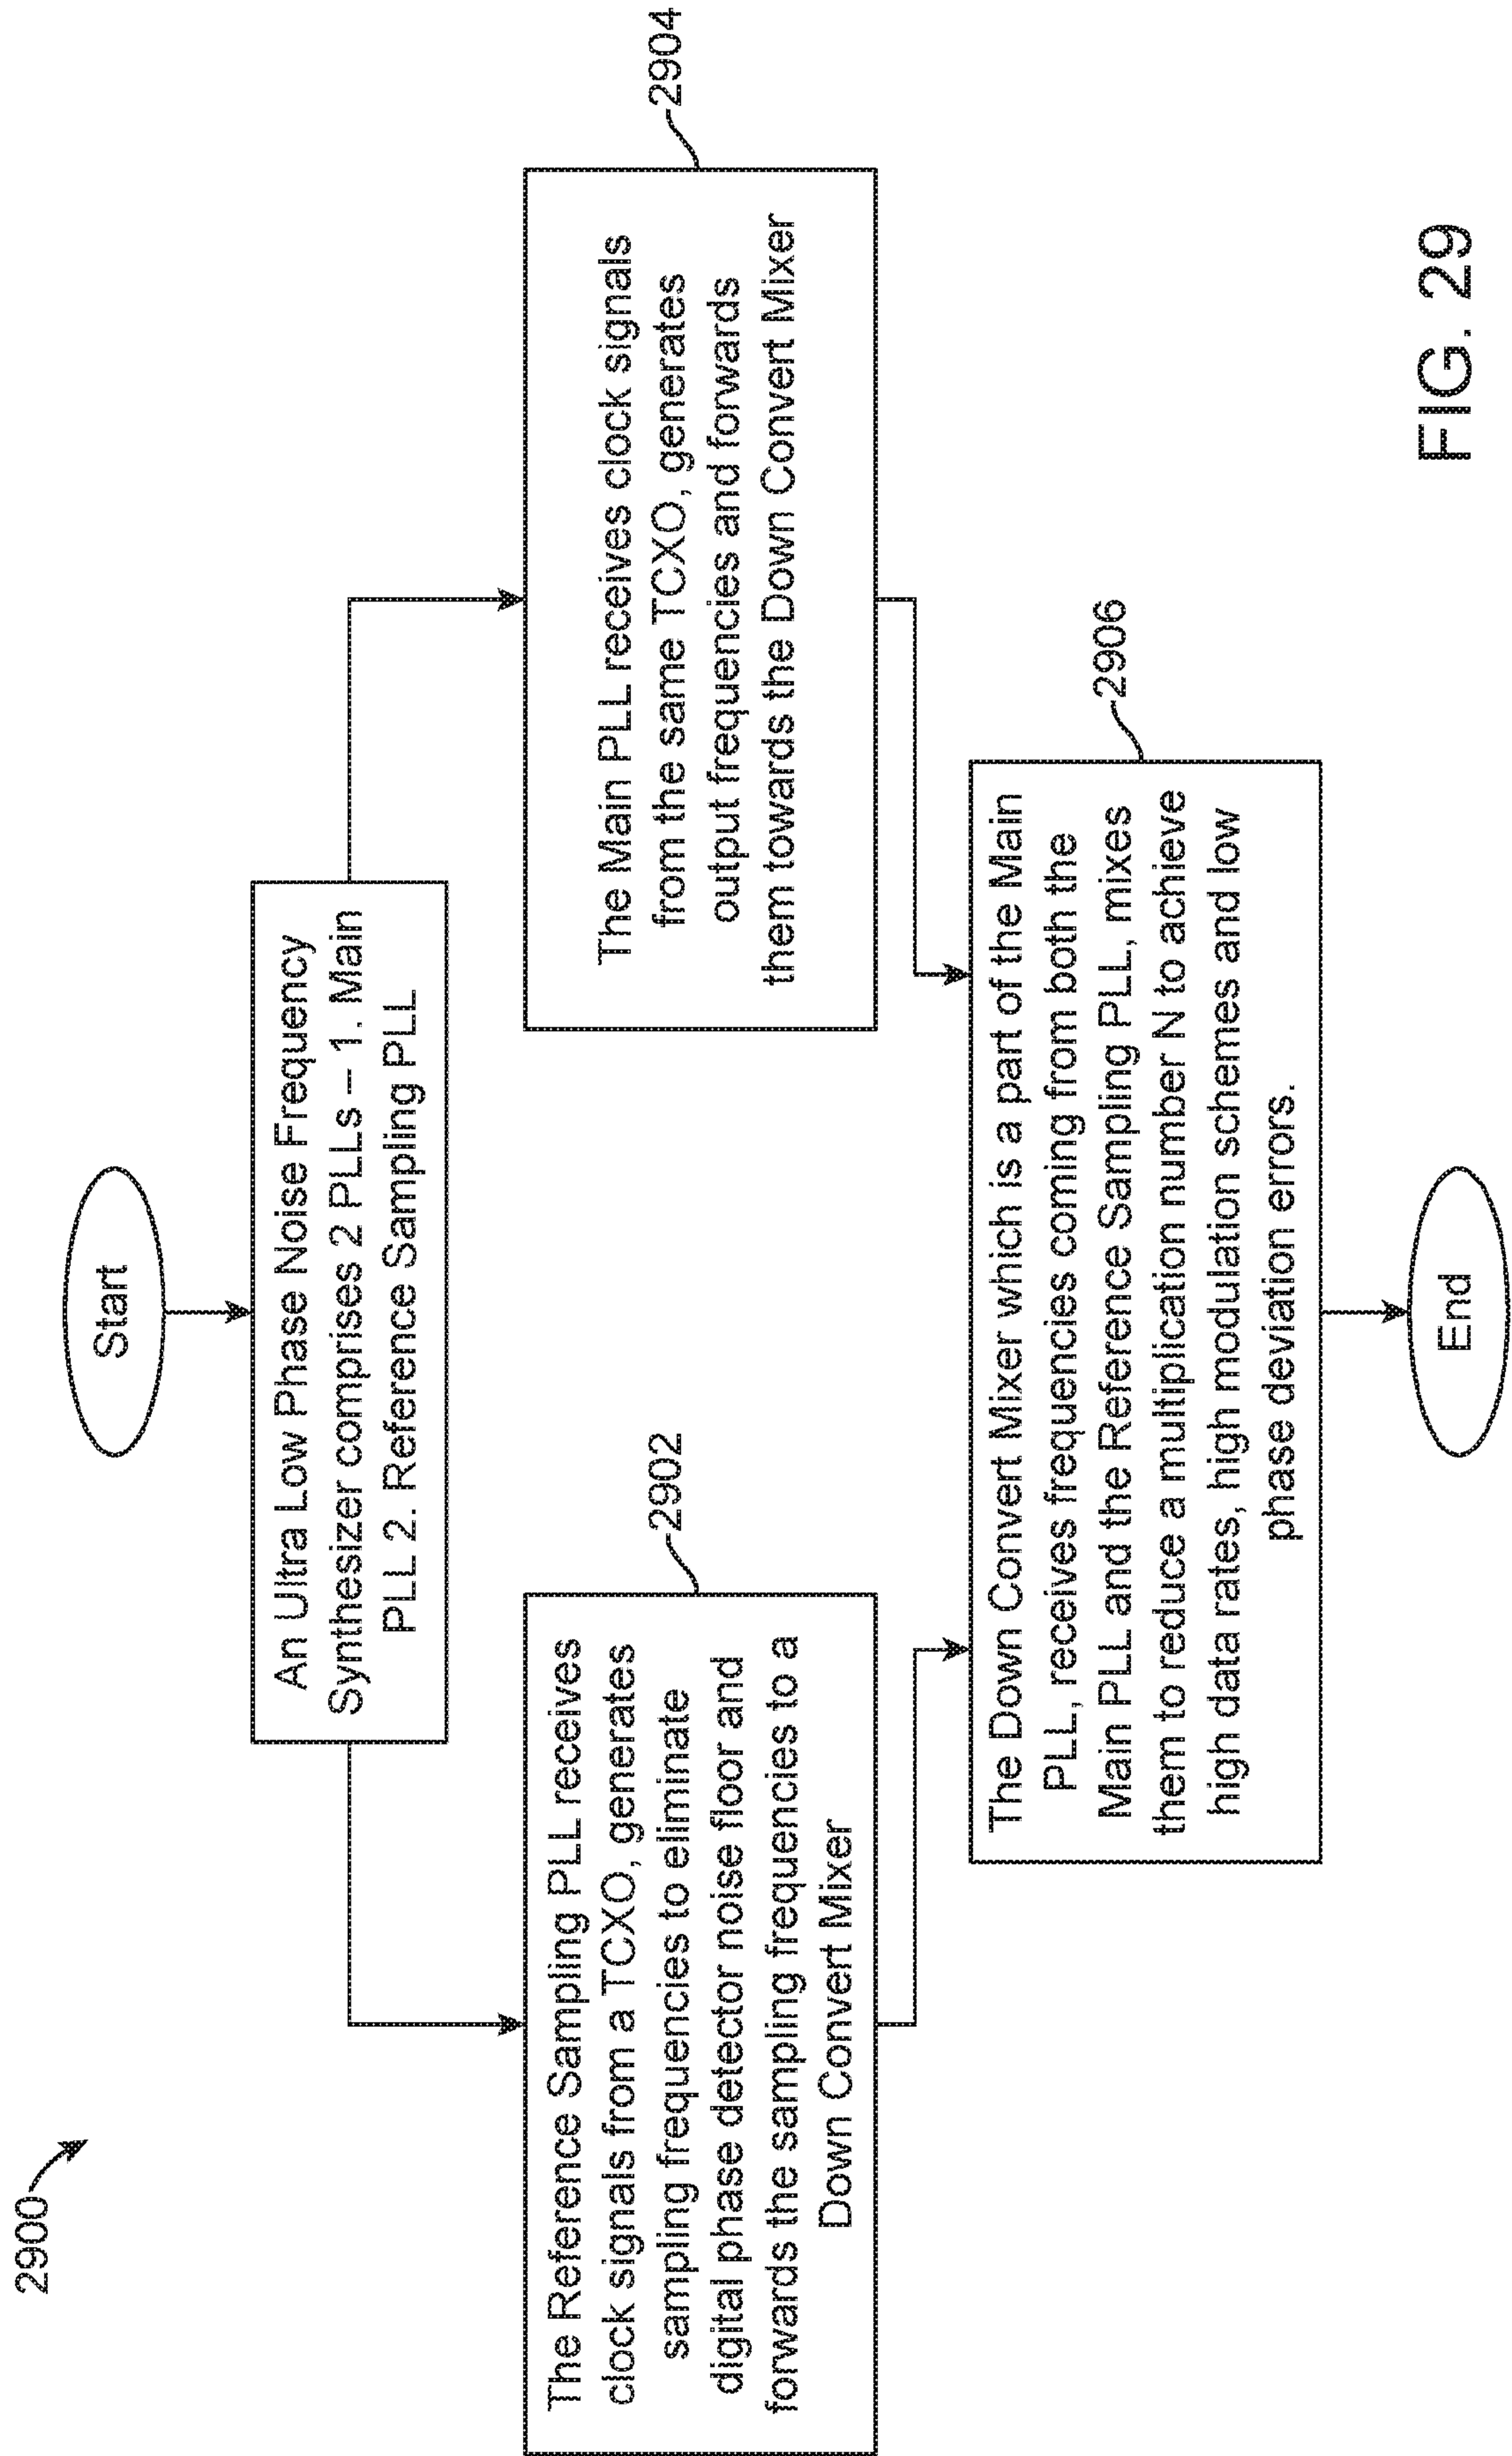 2900
Start
An Ultra Low Phase Noise Frequency
Synthesizer comprises 2 PLLs – 1. Main
PLL 2. Reference Sampling PLL
2902
The Reference Sampling PLL receives
clock signals from a TCXO, generates
sampling frequencies to eliminate
digital phase detector noise floor and
forwards the sampling frequencies to a
Down Convert Mixer
2904
The Main PLL receives clock signals
from the same TCXO, generates
output frequencies and forwards
them towards the Down Convert Mixer
2906
The Down Convert Mixer which is a part of the Main
PLL, receives frequencies coming from both the
Main PLL and the Reference Sampling PLL, mixes
them to reduce a multiplication number N to achieve
high data rates, high modulation schemes and low
phase deviation errors.
End
FIG. 29